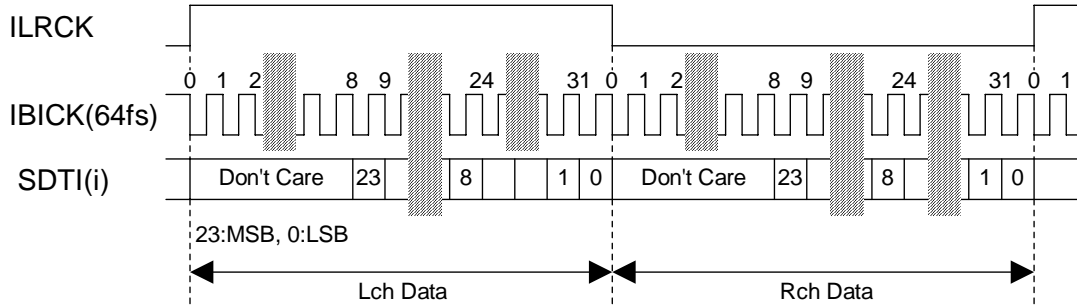 ILRCK
0 1 2 8 9 24 31 0 1 2 8 9 24 31 0 1
IBICK(64fs)
SDTI(i) Don't Care 23 8 1 0 Don't Care 23 8 1 0
23:MSB, 0:LSB
Lch Data Rch Data